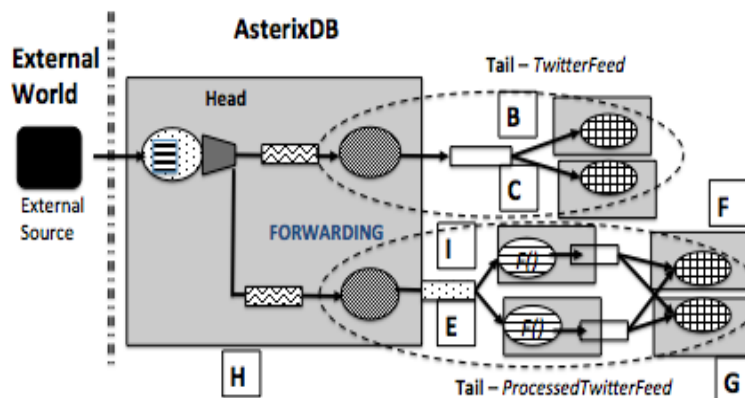 AsterixDB
External
World
Tail – TwitterFeed
Head
B
C
External
Source
FORWARDING
F
I
F()
E
F()
H
G
Tail – ProcessedTwitterFeed